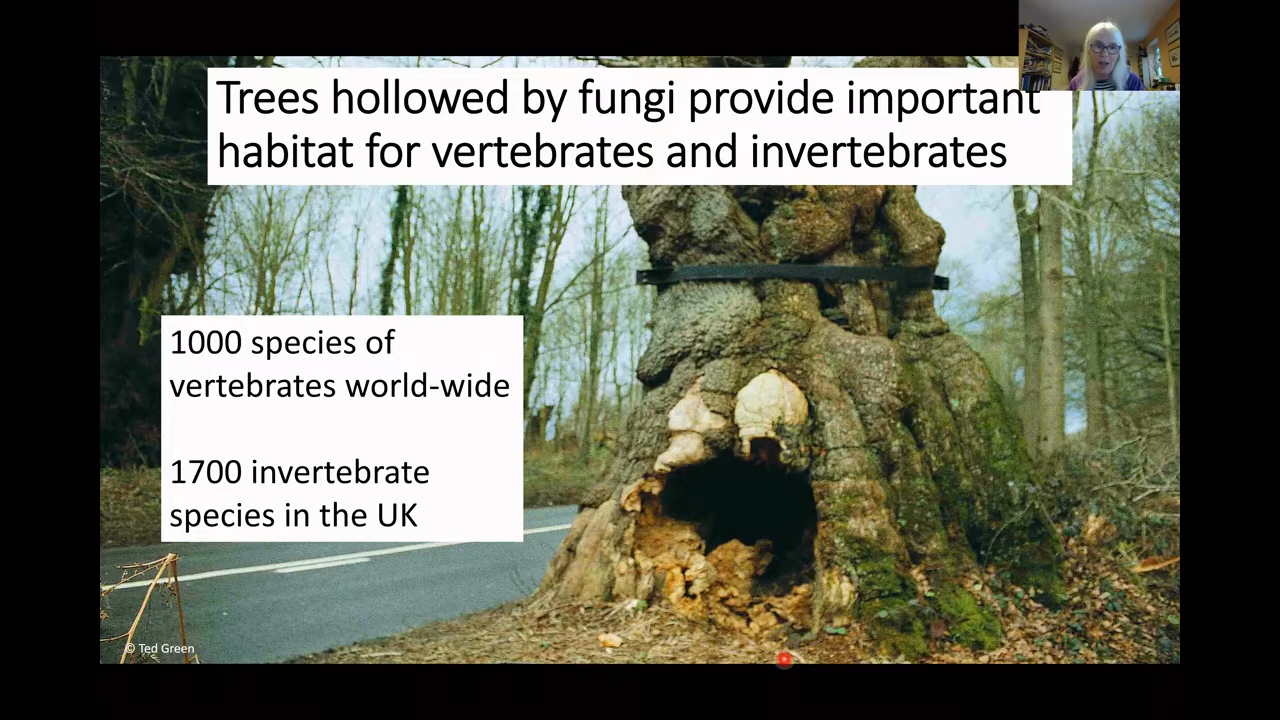 Trees hollowed by fungi provide important
habitat for vertebrates and invertebrates
1000 species of
vertebrates world-wide
1700 invertebrate
species in the UK
© Ted Green